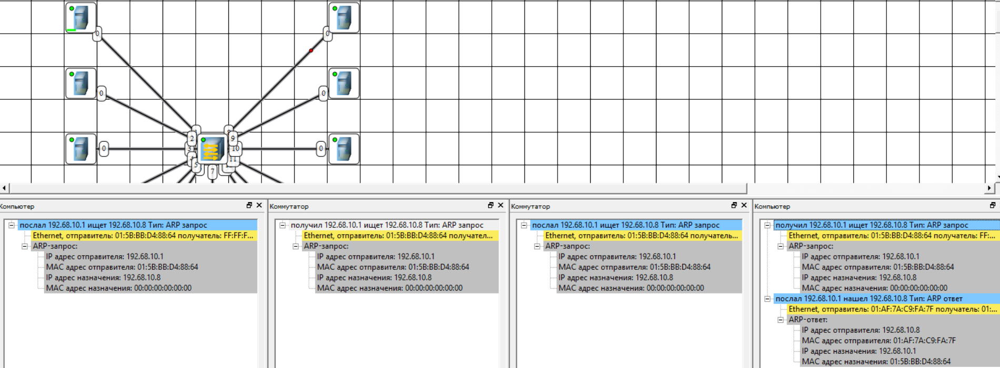 0
0
0
0
0
0
2
9
3
10
11
5
7
Компьютер
послал 192.68.10.1 ищет 192.68.10.8 Тип: ARP запрос
Ethernet, отправитель: 01:5B:BB:D4:88:64 получатель: FF:FF:F...
ARP-запрос:
IP адрес отправителя: 192.68.10.1
MAC адрес отправителя: 01:5B:BB:D4:88:64
IP адрес назначения: 192.68.10.8
MAC адрес назначения: 00:00:00:00:00:00
Коммутатор
получил 192.68.10.1 ищет 192.68.10.8 Тип: ARP запрос
Ethernet, отправитель: 01:5B:BB:D4:88:64 получател...
ARP-запрос:
IP адрес отправителя: 192.68.10.1
MAC адрес отправителя: 01:5B:BB:D4:88:64
IP адрес назначения: 192.68.10.8
MAC адрес назначения: 00:00:00:00:00:00
Коммутатор
послал 192.68.10.1 ищет 192.68.10.8 Тип: ARP запрос
Ethernet, отправитель: 01:5B:BB:D4:88:64 получатель...
ARP-запрос:
IP адрес отправителя: 192.68.10.1
MAC адрес отправителя: 01:5B:BB:D4:88:64
IP адрес назначения: 192.68.10.8
MAC адрес назначения: 00:00:00:00:00:00
Компьютер
получил 192.68.10.1 ищет 192.68.10.8 Тип: ARP запрос
Ethernet, отправитель: 01:5B:BB:D4:88:64 получатель: FF:...
ARP-запрос:
IP адрес отправителя: 192.68.10.1
MAC адрес отправителя: 01:5B:BB:D4:88:64
IP адрес назначения: 192.68.10.8
MAC адрес назначения: 00:00:00:00:00:00
послал 192.68.10.1 нашел 192.68.10.8 Тип: ARP ответ
Ethernet, отправитель: 01:AF:7A:C9:FA:7F получатель: 01:...
ARP-ответ:
IP адрес отправителя: 192.68.10.8
MAC адрес отправителя: 01:AF:7A:C9:FA:7F
IP адрес назначения: 192.68.10.1
MAC адрес назначения: 01:5B:BB:D4:88:64